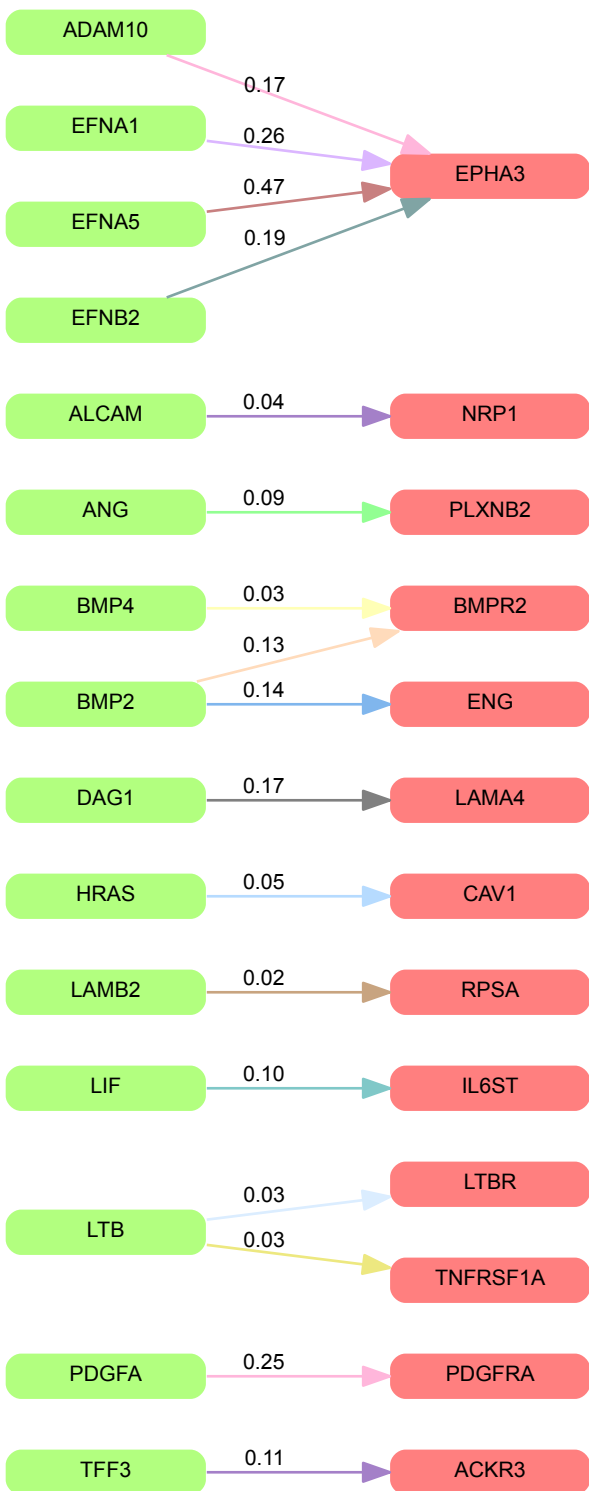 ADAM10
0.17
EFNA1
0.26
EPHA3
0.47
EFNA5
0.19
EFNB2
ALCAM
0.04
NRP1
ANG
0.09
PLXNB2
BMP4
0.03
BMPR2
0.13
BMP2
0.14
ENG
DAG1
0.17
LAMA4
HRAS
0.05
CAV1
LAMB2
0.02
RPSA
LIF
0.10
IL6ST
LTBR
0.03
LTB
0.03
TNFRSF1A
PDGFA
0.25
PDGFRA
TFF3
0.11
ACKR3